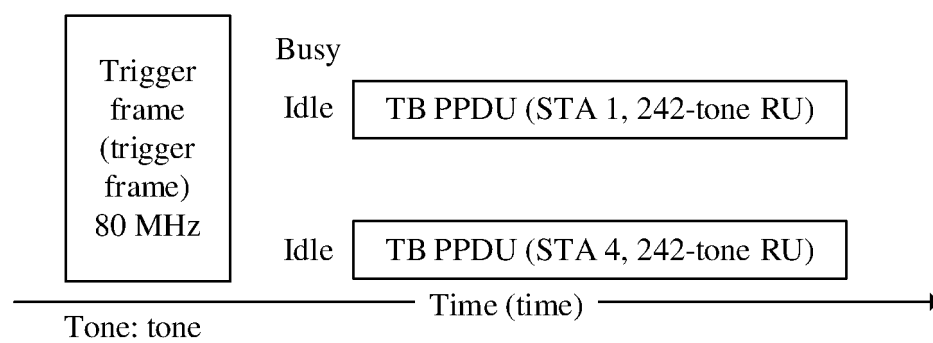 Trigger
frame
(trigger
frame)
80 MHz
Busy
Idle
TB PPDU (STA 1, 242-tone RU)
Idle
TB PPDU (STA 4, 242-tone RU)
Time (time)
Tone: tone